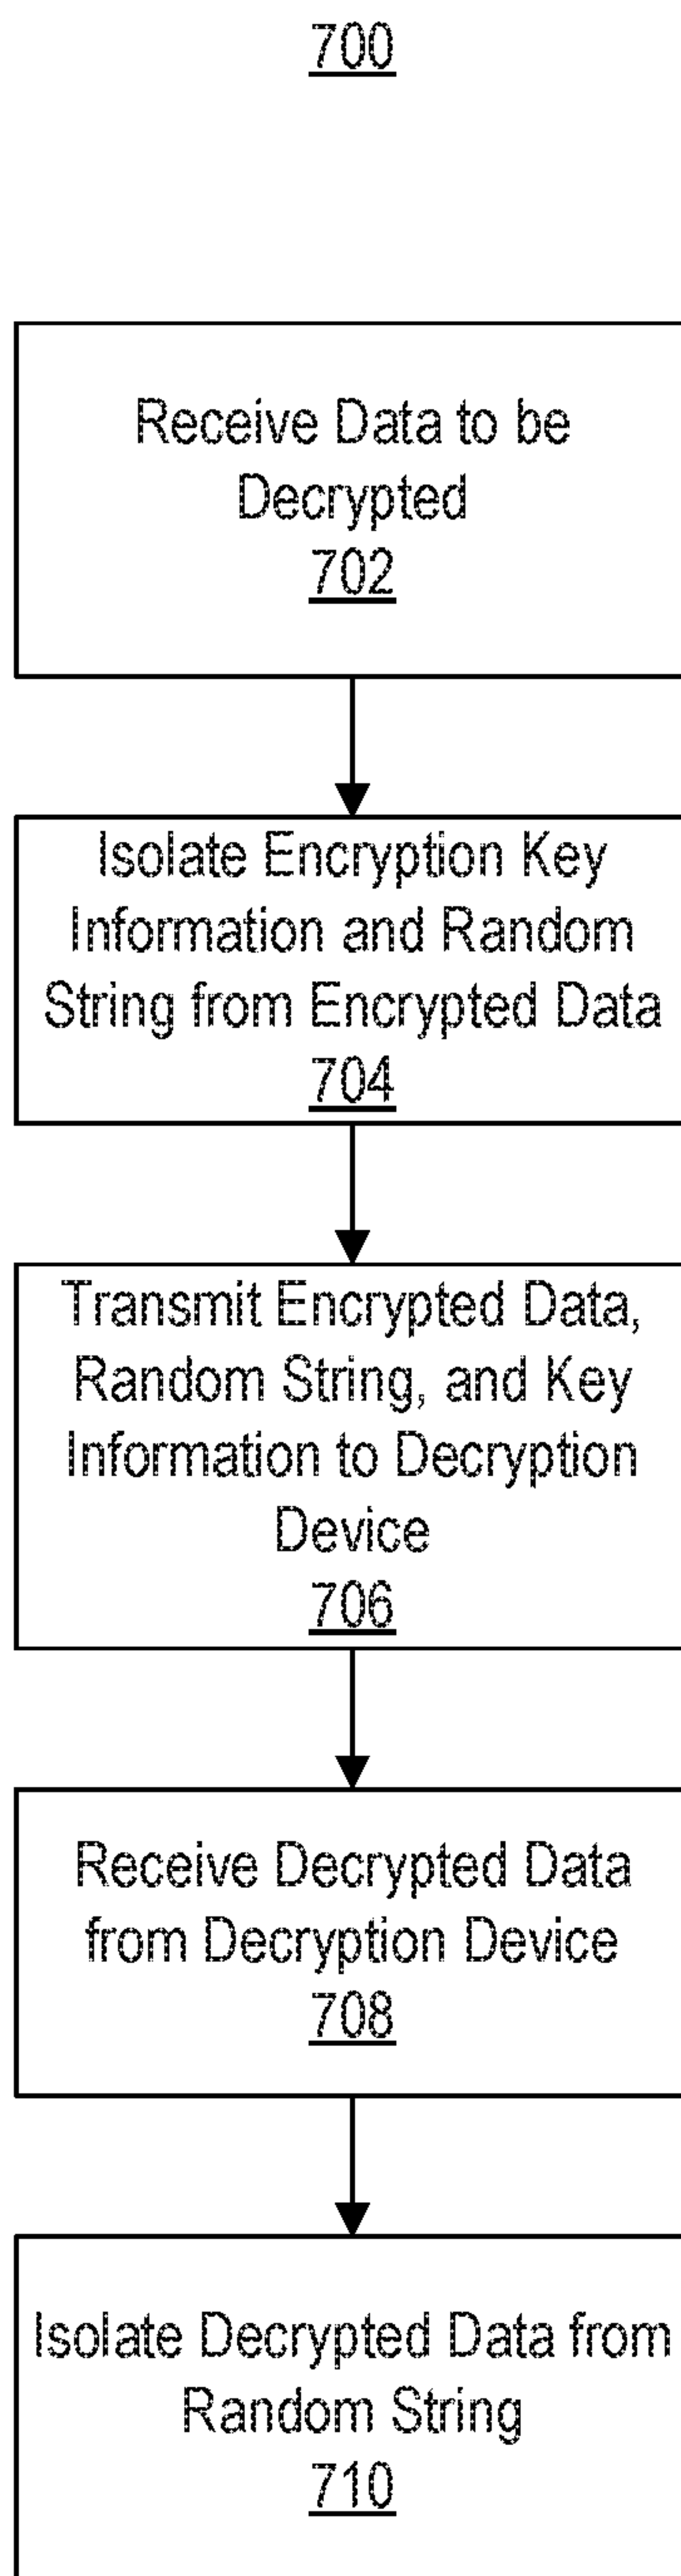 700
Receive Data to be
Decrypted
702
Isolate Encryption Key
Information and Random
String from Encrypted Data
704
Transmit Encrypted Data,
Random String, and Key
Information to Decryption
Device
706
Receive Decrypted Data
from Decryption Device
708
Isolate Decrypted Data from
Random String
710